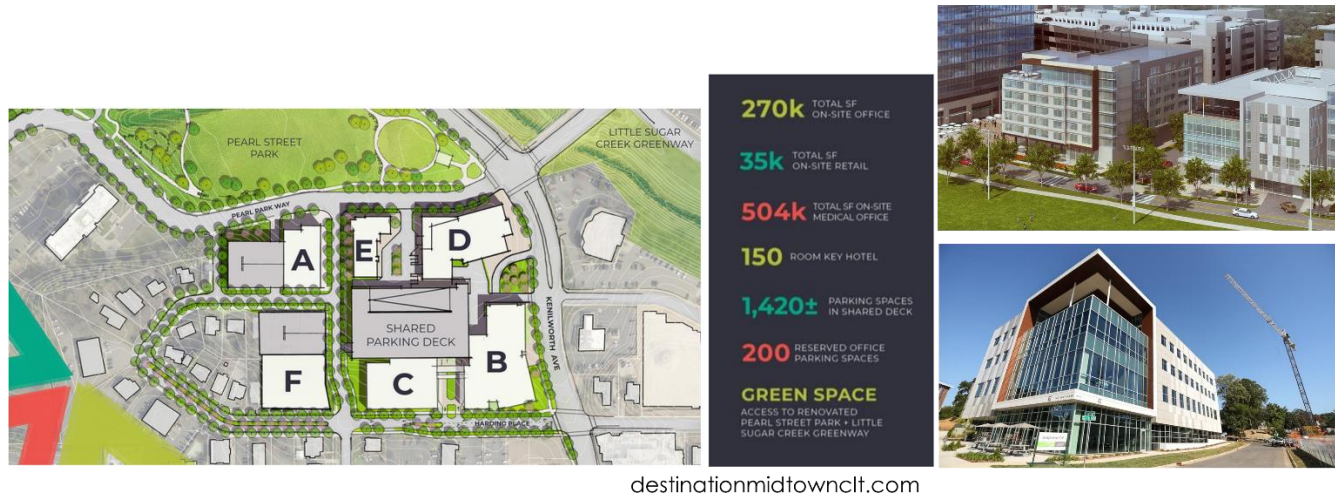 PEARL STREET
PARK
LITTLE SUGAR
CREEK GREENWAY
PEARL PARK WAY
A
E
D
KENILWORTH AVE
SHARED
PARKING DECK
F
C
B
HARDING PLACE
270k TOTAL SF
ON-SITE OFFICE
35k TOTAL SF
ON-SITE RETAIL
504k TOTAL SF ON-SITE
MEDICAL OFFICE
150 ROOM KEY HOTEL
1,420± PARKING SPACES
IN SHARED DECK
200 RESERVED OFFICE
PARKING SPACES
GREEN SPACE
ACCESS TO RENOVATED
PEARL STREET PARK + LITTLE
SUGAR CREEK GREENWAY
destinationmidtownclt.com